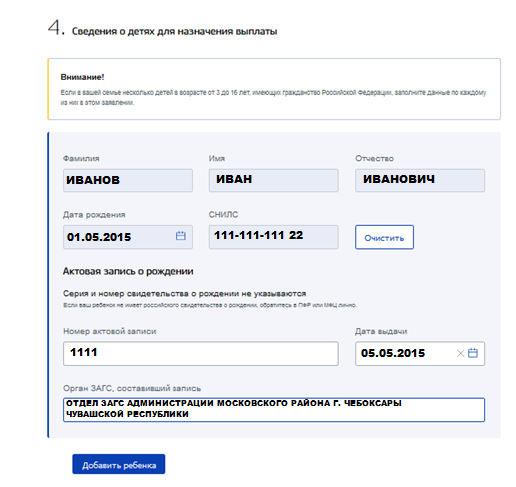 4. Сведения о детях для назначения выплаты
Внимание!
Если в вашей семье несколько детей в возрасте от 3 до 16 лет, имеющих гражданство Российской Федерации, заполните данные по каждому
из них в этом заявлении.
Фамилия Имя Отчество
ИВАНОВ ИВАН ИВАНОВИЧ
Дата рождения СНИЛС
01.05.2015 111-111-111 22 Очистить
Актовая запись о рождении
Серия и номер свидетельства о рождении не указываются
Если ваш ребенок не имеет российского свидетельства о рождении, обратитесь в ПФР или МФЦ лично.
Номер актовой записи Дата выдачи
1111 05.05.2015
Орган ЗАГС, составивший запись
ОТДЕЛ ЗАГС АДМИНИСТРАЦИИ МОСКОВСКОГО РАЙОНА Г. ЧЕБОКСАРЫ
ЧУВАШСКОЙ РЕСПУБЛИКИ
Добавить ребенка